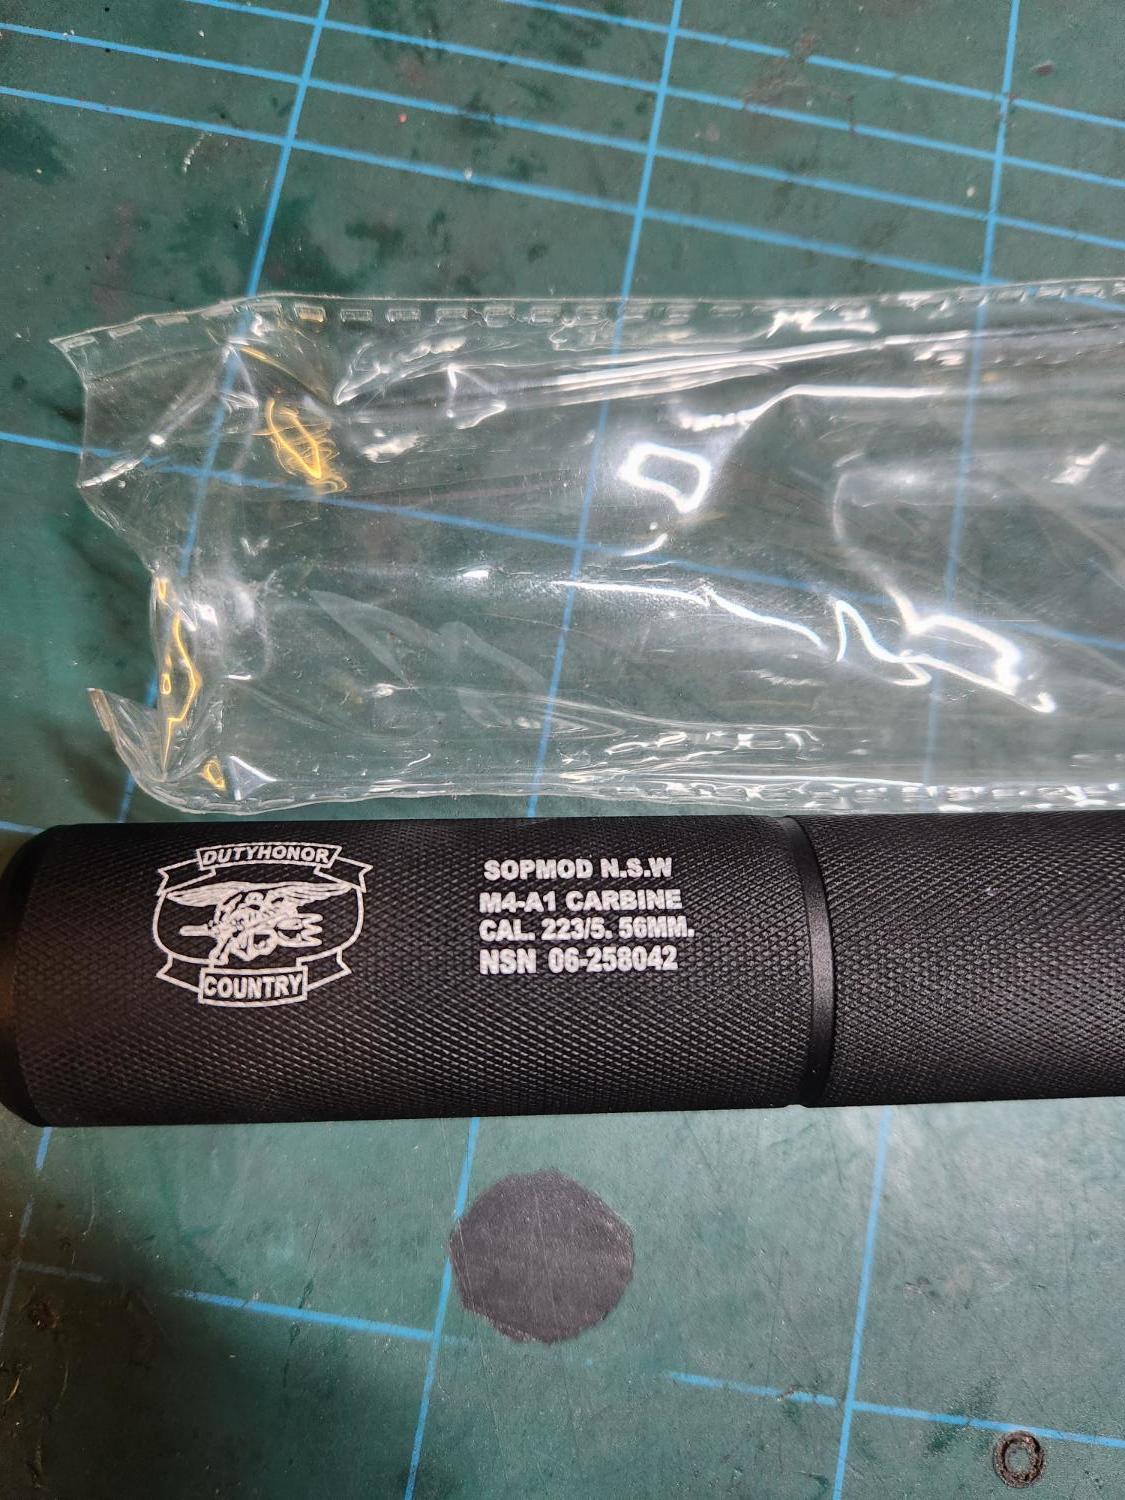 DUTYHONOR
COUNTRY
SOPMOD N.S.W
M4-A1 CARBINE
CAL. 223/5. 56MM.
NSN 06-258042